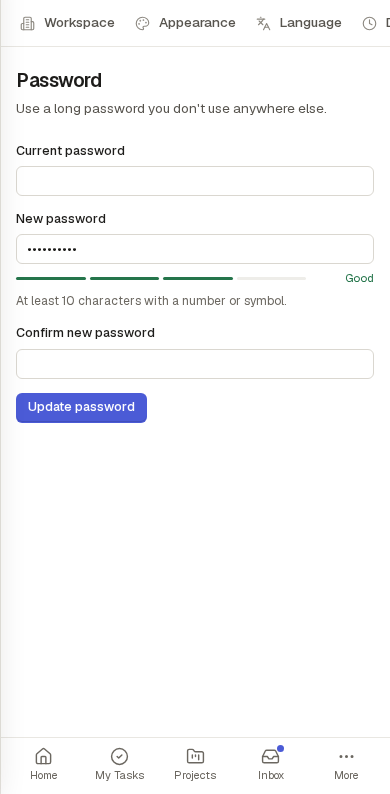 Workspace Appearance Language
Password
Use a long password you don't use anywhere else.
Current password
New password
••••••••••
Good
At least 10 characters with a number or symbol.
Confirm new password
Update password
Home My Tasks Projects Inbox More